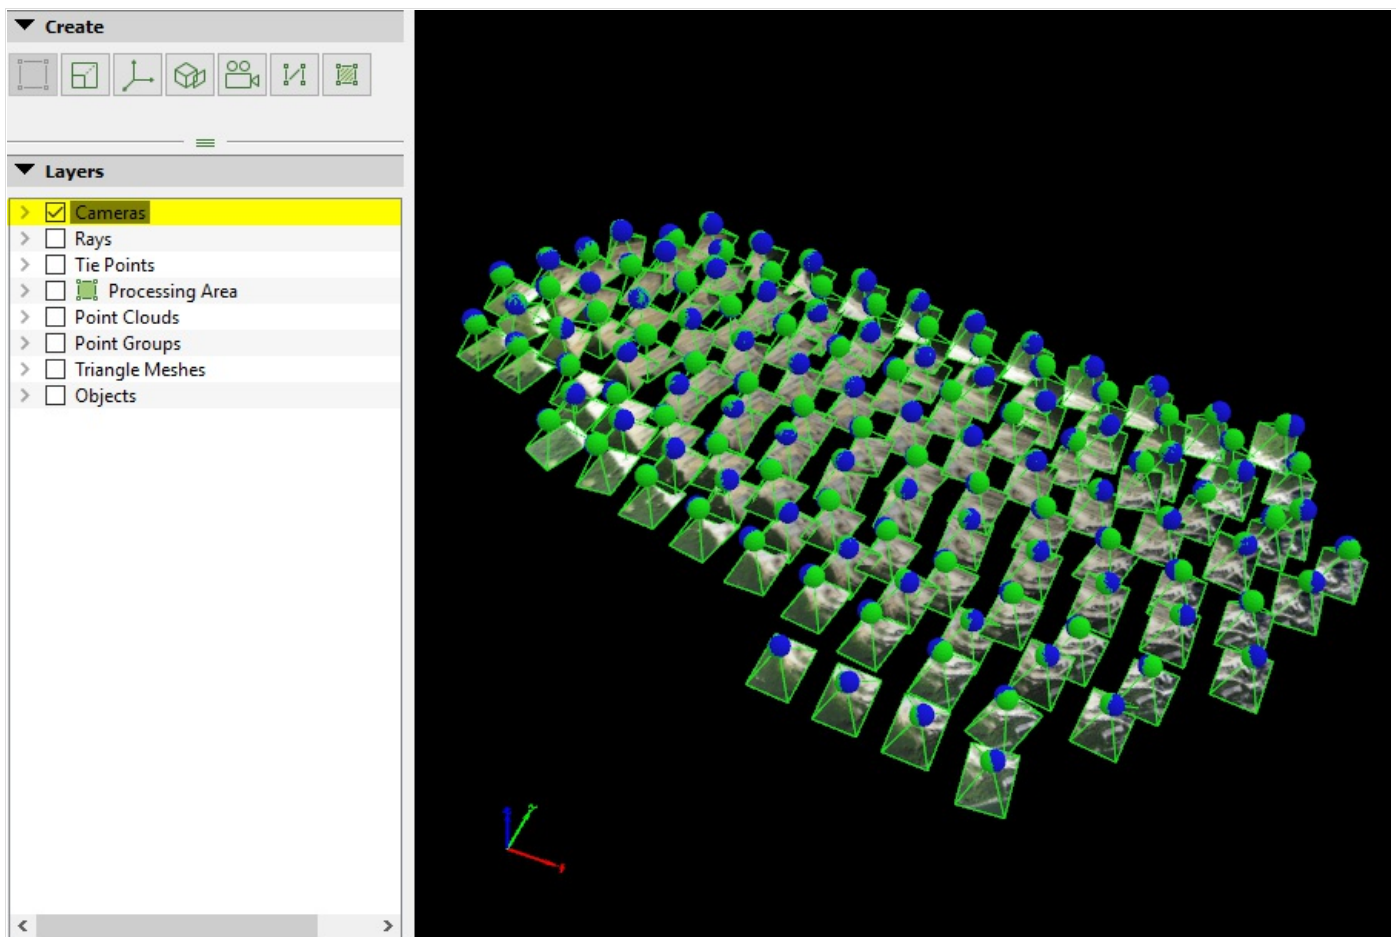 Create
Layers
Cameras
Rays
Tie Points
Processing Area
Point Clouds
Point Groups
Triangle Meshes
Objects